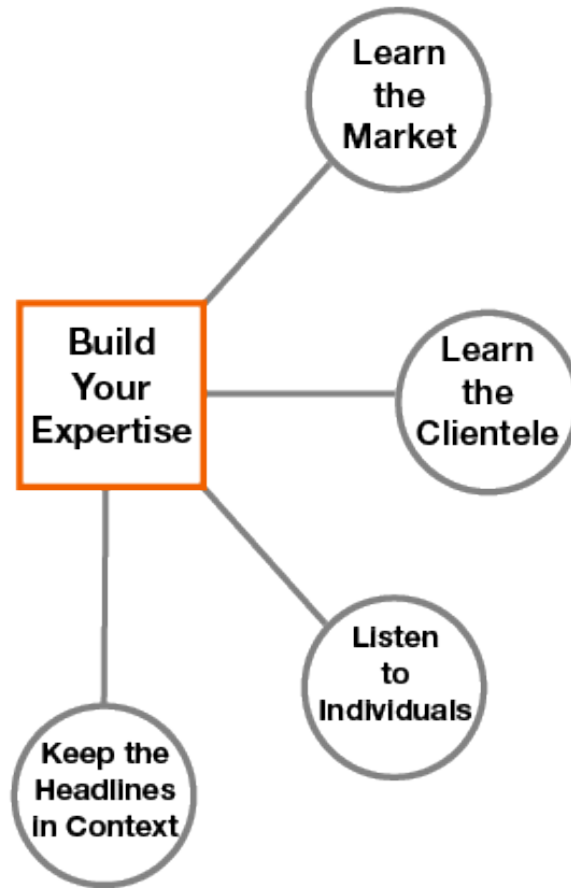 Learn
the
Market
Build
Your
Expertise
Learn
the
Clientele
Listen
to
Individuals
Keep the
Headlines
in Context